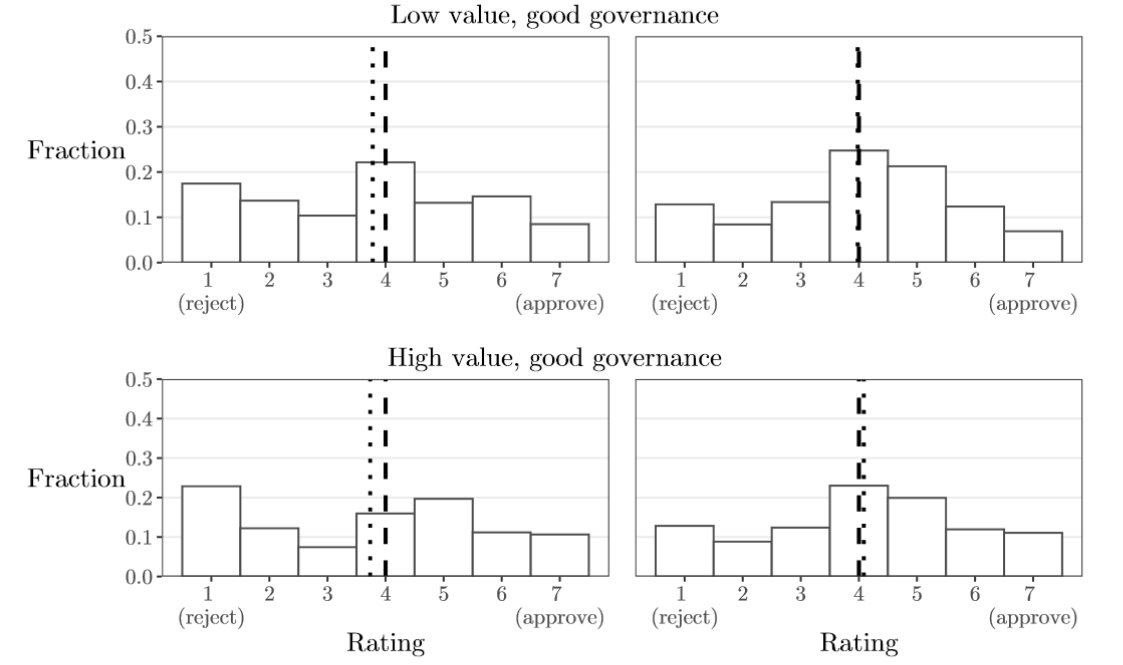 Low value, good governance
0.5
0.4
0.3
Fraction
0.2
0.1
0.0
1 2 3 4 5 6 7 1 2 3 4 5 6 7
(reject) (approve) (reject) (approve)
High value, good governance
0.5
0.4
0.3
Fraction
0.2
0.1
0.0
1 2 3 4 5 6 7 1 2 3 4 5 6 7
(reject) (approve) (reject) (approve)
Rating Rating